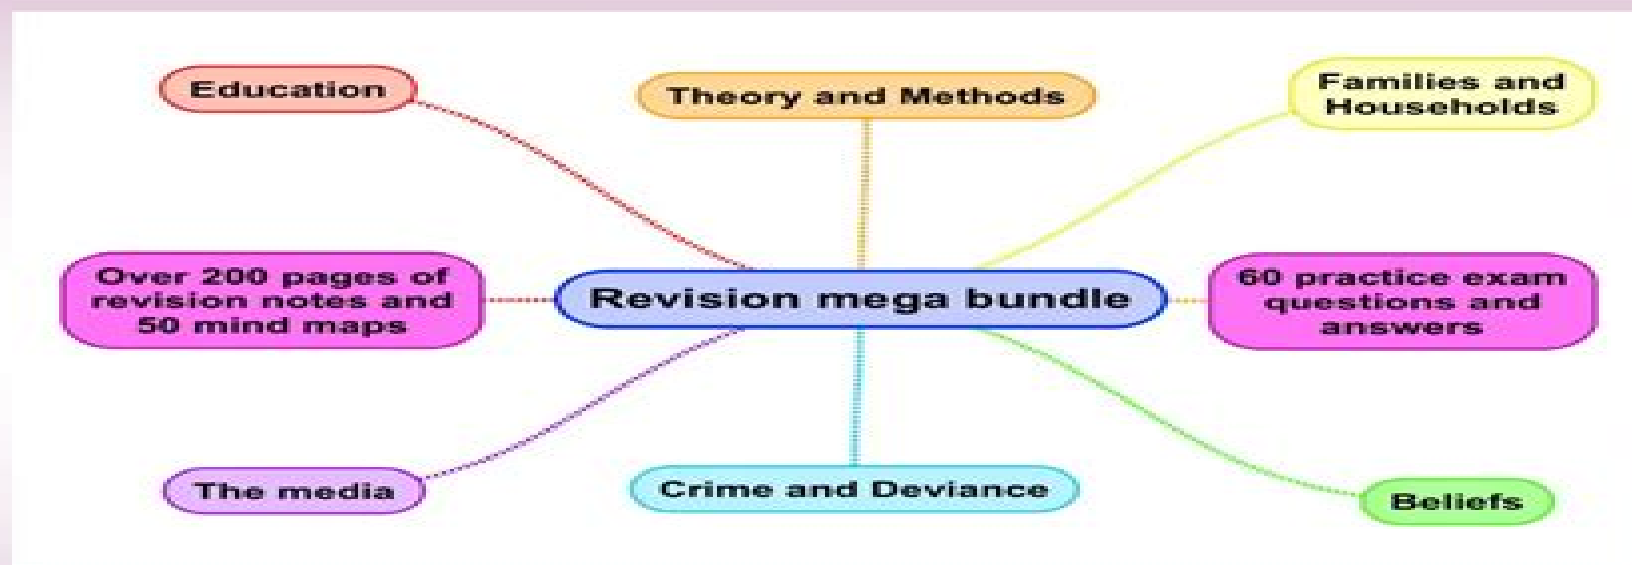 Education
Theory and Methods
Families and
Households
Over 200 pages of
revision notes and
50 mind maps
Revision mega bundle
60 practice exam
questions and
answers
The media
Crime and Deviance
Beliefs